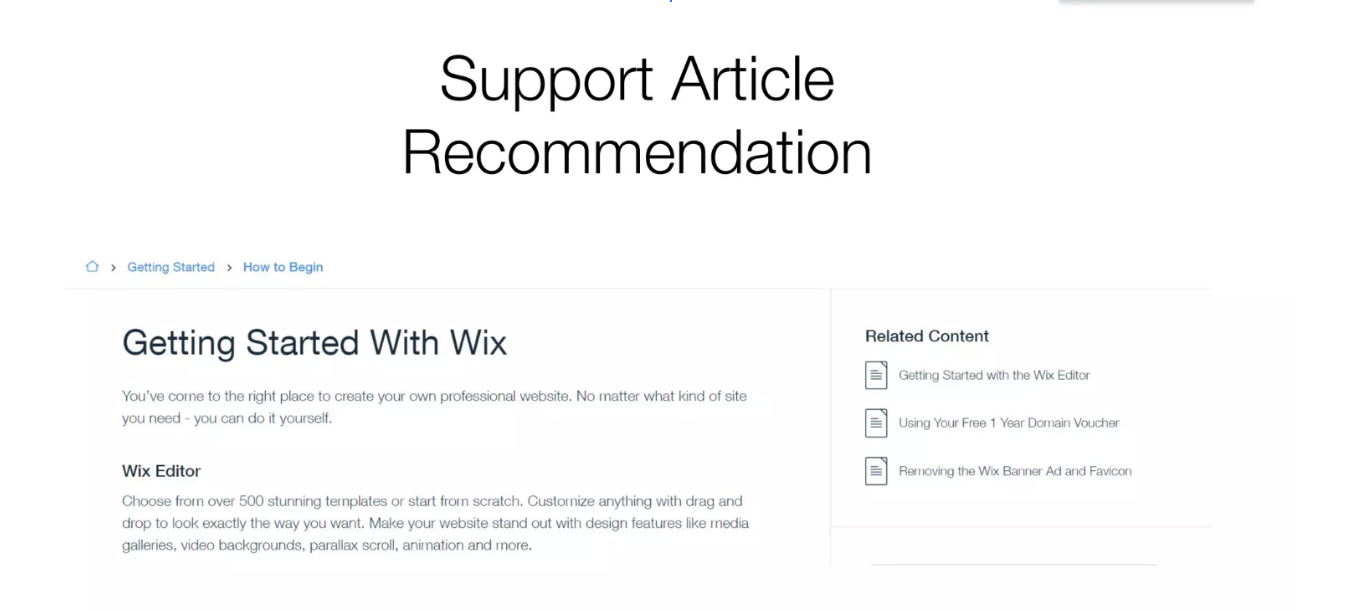 Support Article
Recommendation
Getting Started > How to Begin
Getting Started With Wix
You've come to the right place to create your own professional website. No matter what kind of site
you need - you can do it yourself.
Wix Editor
Choose from over 500 stunning templates or start from scratch. Customize anything with drag and
drop to look exactly the way you want. Make your website stand out with design features like media
galleries, video backgrounds, parallax scroll, animation and more.
Related Content
Getting Started with the Wix Editor
Using Your Free 1 Year Domain Voucher
Removing the Wix Banner Ad and Favicon